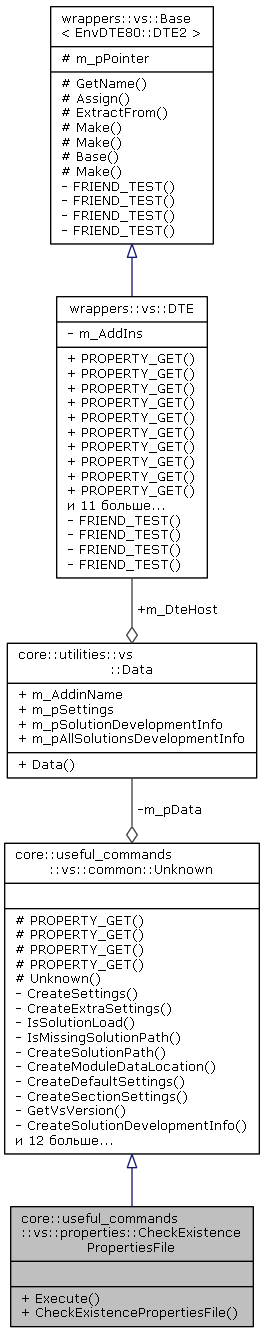 wrappers::vs::Base
< EnvDTE80::DTE2 >
# m_pPointer
# GetName()
# Assign()
# ExtractFrom()
# Make()
# Make()
# Base()
# Make()
- FRIEND_TEST()
- FRIEND_TEST()
- FRIEND_TEST()
- FRIEND_TEST()
wrappers::vs::DTE
- m_AddIns
+ PROPERTY_GET()
+ PROPERTY_GET()
+ PROPERTY_GET()
+ PROPERTY_GET()
+ PROPERTY_GET()
+ PROPERTY_GET()
+ PROPERTY_GET()
+ PROPERTY_GET()
+ PROPERTY_GET()
+ PROPERTY_GET()
и 11 больше...
- FRIEND_TEST()
- FRIEND_TEST()
- FRIEND_TEST()
- FRIEND_TEST()
+m_DteHost
core::utilities::vs
::Data
+ m_AddinName
+ m_pSettings
+ m_pSolutionDevelopmentInfo
+ m_pAllSolutionsDevelopmentInfo
+ Data()
-m_pData
core::useful_commands
::vs::common::Unknown
# PROPERTY_GET()
# PROPERTY_GET()
# PROPERTY_GET()
# PROPERTY_GET()
# Unknown()
- CreateSettings()
- CreateExtraSettings()
- IsSolutionLoad()
- IsMissingSolutionPath()
- CreateSolutionPath()
- CreateModuleDataLocation()
- CreateDefaultSettings()
- CreateSectionSettings()
- GetVsVersion()
- CreateSolutionDevelopmentInfo()
и 12 больше...
core::useful_commands
::vs::properties::CheckExistence
PropertiesFile
+ Execute()
+ CheckExistencePropertiesFile()